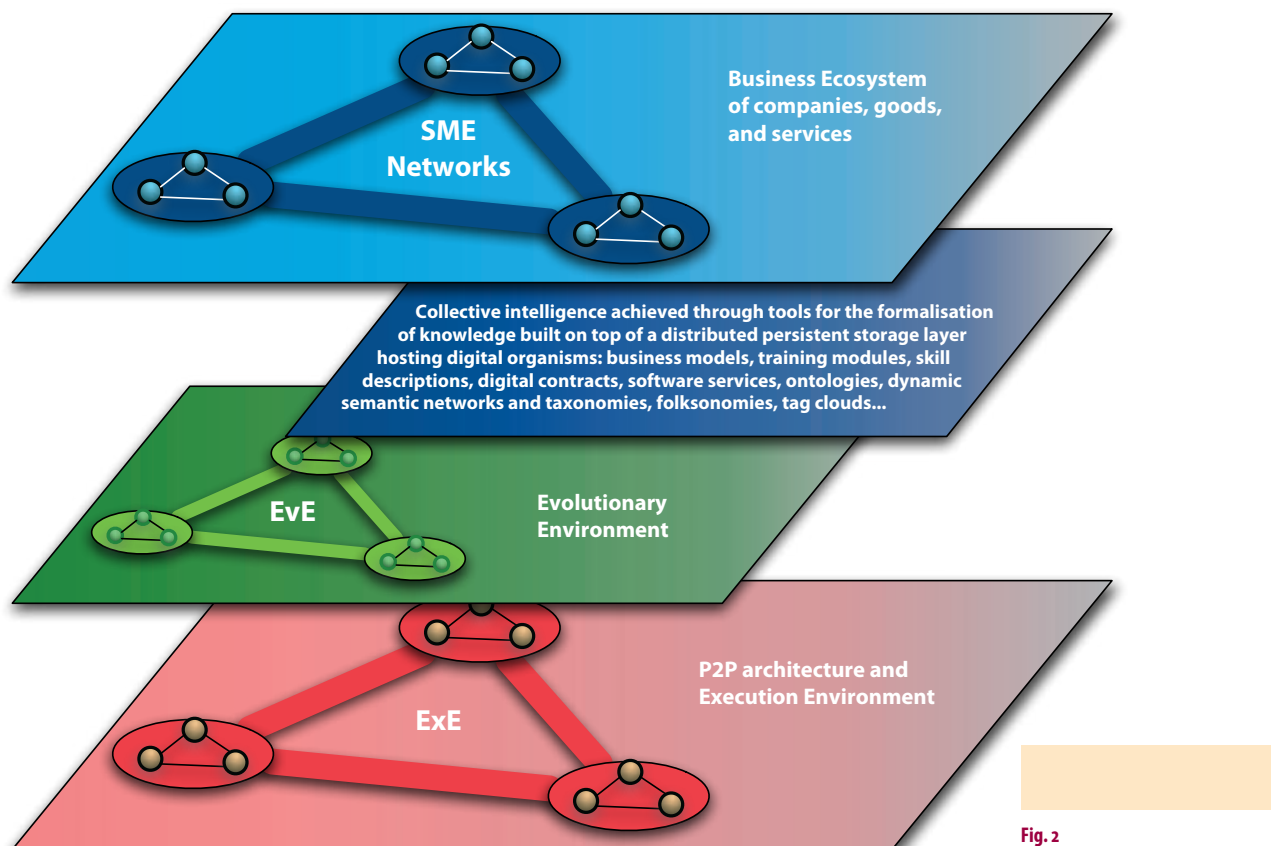 Business Ecosystem
of companies, goods,
and services
SME
Networks
Collective intelligence achieved through tools for the formalisation
of knowledge built on top of a distributed persistent storage layer
hosting digital organisms: business models, training modules, skill
descriptions, digital contracts, software services, ontologies, dynamic
semantic networks and taxonomies, folksonomies, tag clouds...
EvE
Evolutionary
Environment
P2P architecture and
Execution Environment
ExE
Fig. 2